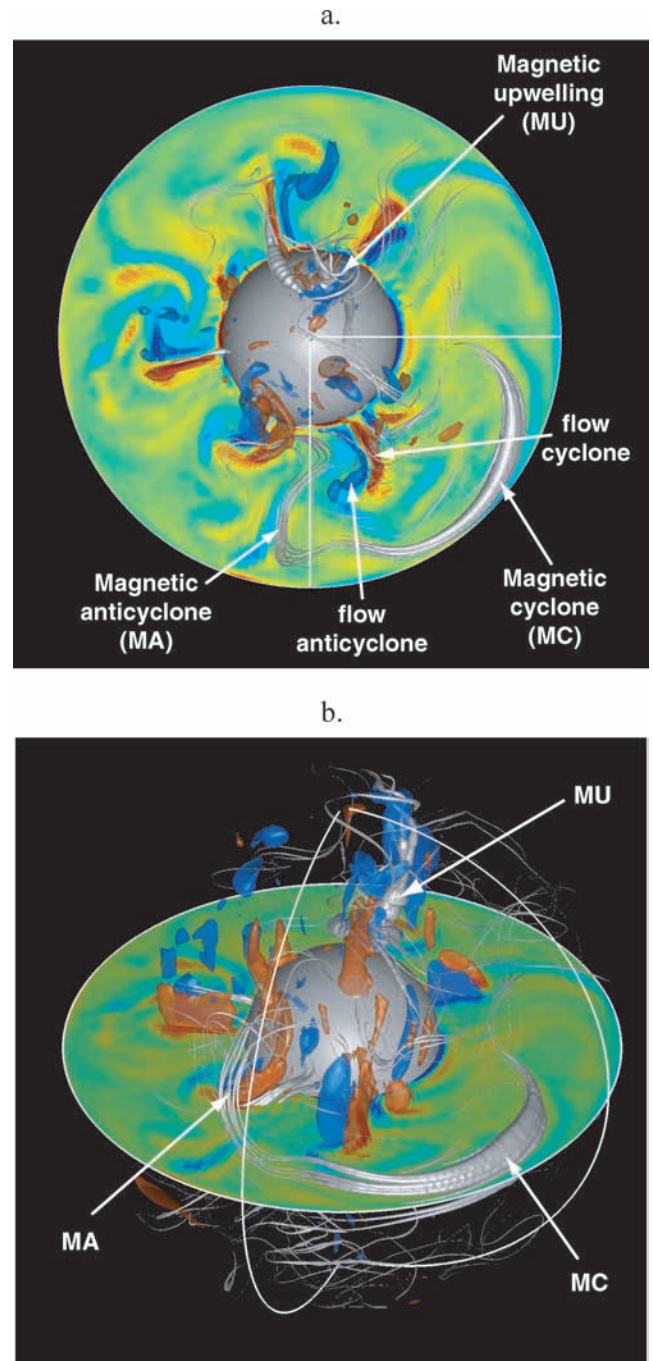 a.
Magnetic
upwelling
(MU)
flow
cyclone
Magnetic
anticyclone
(MA)
flow
anticyclone
Magnetic
cyclone
(MC)
b.
MU
MA
MC